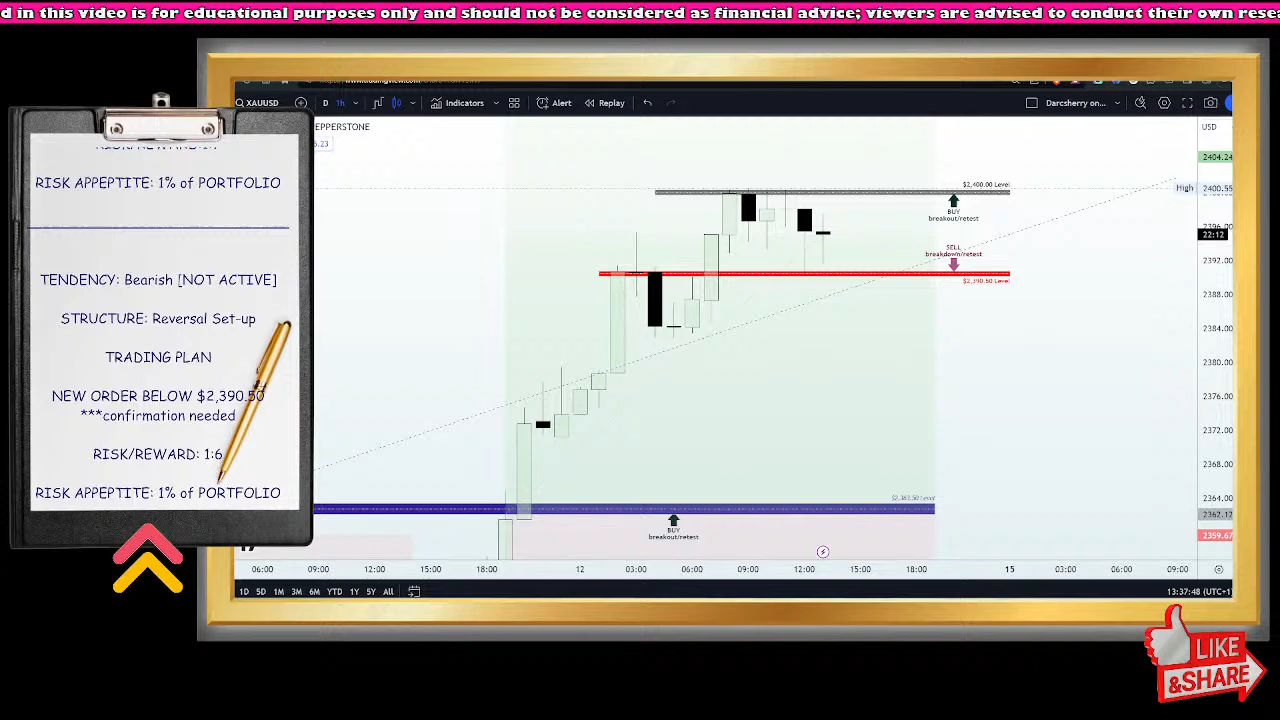 d in this video is for educational purposes only and should not be considered as financial advice; viewers are advised to conduct their own resea
RISK APPEPTITE: 1% of PORTFOLIO
TENDENCY: Bearish [NOT ACTIVE]
STRUCTURE: Reversal Set-up
TRADING PLAN
NEW ORDER BELOW $2,390.50
***confirmation needed
RISK/REWARD: 1:6
RISK APPEPTITE: 1% of PORTFOLIO
XAUUSD D 1h Indicators Alert Replay Darcsherry on...
EPPERSTONE
USD
2404.24
$2,400.00 Level
High 2400.55
BUY
breakout/retest
2396.00
22:12
SELL
breakdown/retest
2392.00
$2,390.50 Level
2388.00
2384.00
2380.00
2376.00
2372.00
2368.00
2364.00
2362.12
BUY
breakout/retest
2359.67
06:00 09:00 12:00 15:00 18:00 12 03:00 06:00 09:00 12:00 15:00 18:00 15 03:00 06:00 09:00
1D 5D 1M 3M 6M YTD 1Y 5Y All
13:37:48 (UTC+1
LIKE
&SHARE